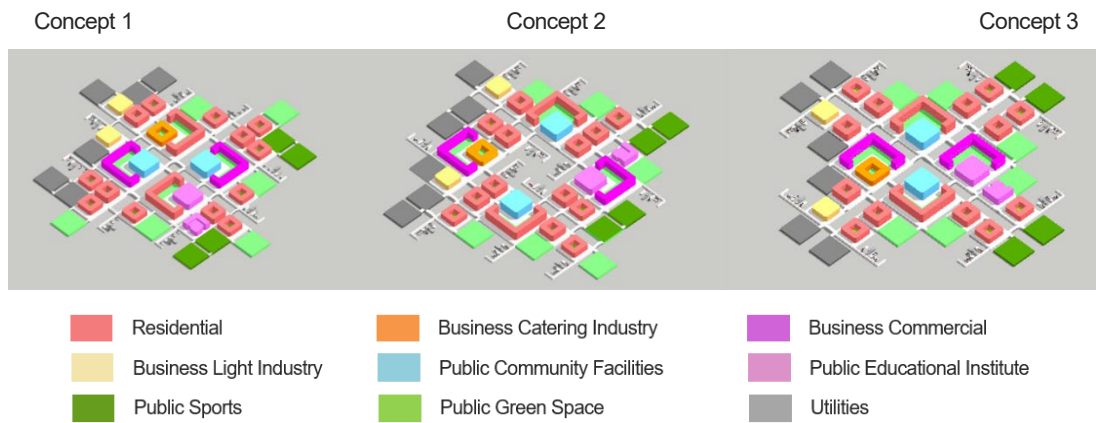 Concept 1
Concept 2
Concept 3
Residential
Business Catering Industry
Business Commercial
Business Light Industry
Public Community Facilities
Public Educational Institute
Public Sports
Public Green Space
Utilities